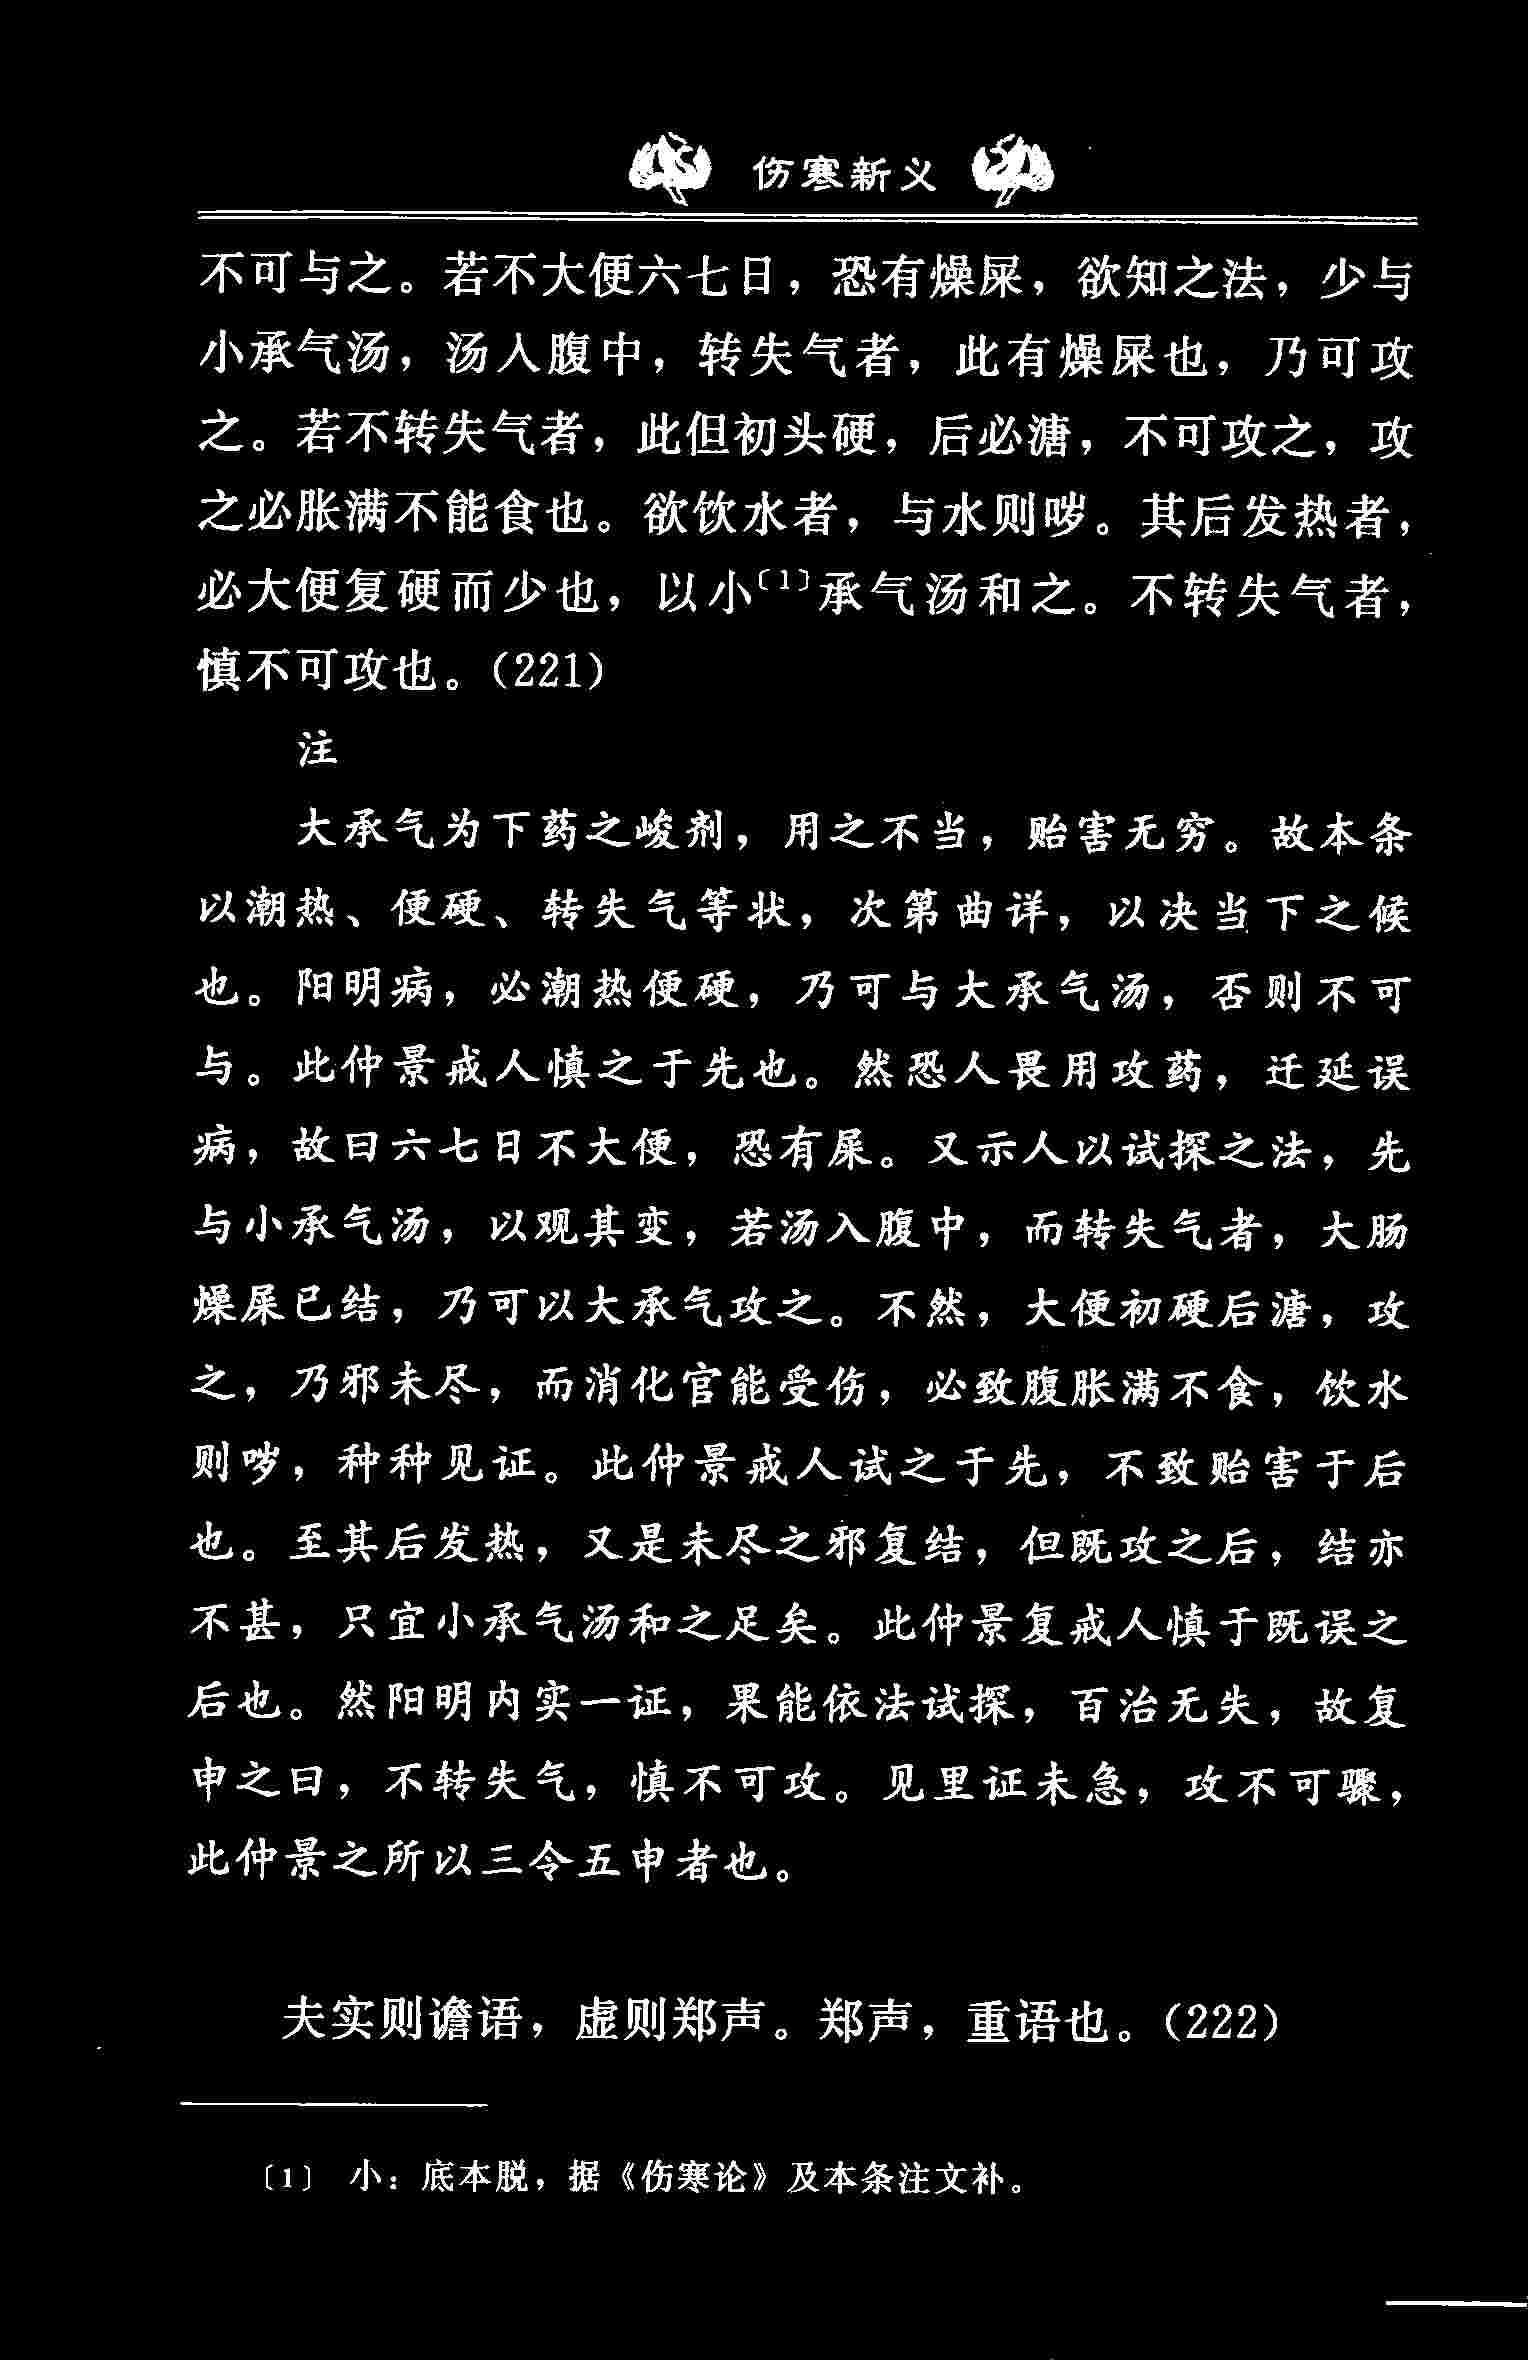 伤寒新义
不可与之。若不大便六七日，恐有燥屎，欲知之法，少与
小承气汤，汤入腹中，转失气者，此有燥屎也，乃可攻
之。若不转失气者，此但初头硬，后必溏，不可攻之，攻
之必胀满不能食也。欲饮水者，与水则哕。其后发热者，
必大便复硬而少也，以小〔1〕承气汤和之。不转失气者，
慎不可攻也。(221)
注
大承气为下药之峻剂，用之不当，贻害无穷。故本条
以潮热、便硬、转失气等状，次第曲详，以决当下之候
也。阳明病，必潮热便硬，乃可与大承气汤，否则不可
与。此仲景戒人慎之于先也。然恐人畏用攻药，迁延误
病，故曰六七日不大便，恐有屎。又示人以试探之法，先
与小承气汤，以观其变，若汤入腹中，而转失气者，大肠
燥屎已结，乃可以大承气攻之。不然，大便初硬后溏，攻
之，乃邪未尽，而消化官能受伤，必致腹胀满不食，饮水
则哕，种种见证。此仲景戒人试之于先，不致贻害于后
也。至其后发热，又是未尽之邪复结，但既攻之后，结亦
不甚，只宜小承气汤和之足矣。此仲景复戒人慎于既误之
后也。然阳明内实一证，果能依法试探，百治无失，故复
申之曰，不转失气，慎不可攻。见里证未急，攻不可骤，
此仲景之所以三令五申者也。
夫实则谵语，虚则郑声。郑声，重语也。(222)
〔1〕 小：底本脱，据《伤寒论》及本条注文补。